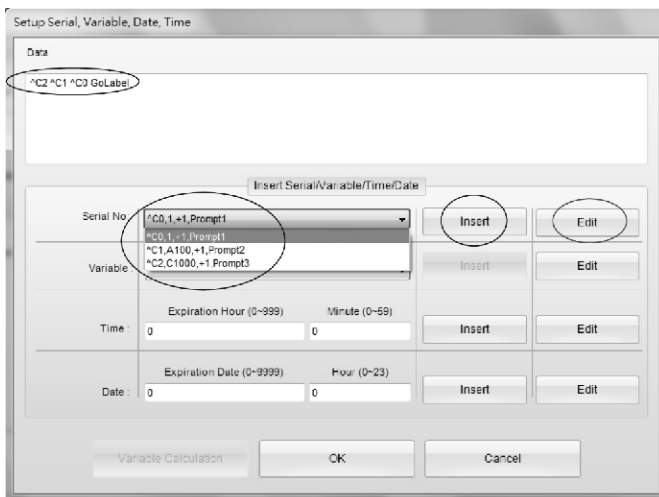 Setup Serial, Variable, Date, Time
Data
^C2 ^C1 ^C0 GoLabel
Insert Serial/Variable/Time/Date
Serial No. ^C0,1,+1,Prompt1 Insert Edit
^C0,1,+1,Prompt1
^C1,A100,+1,Prompt2
^C2,C1000,+1,Prompt3
Variable : Insert Edit
Expiration Hour (0~999) Minute (0~59)
Time : 0 0 Insert Edit
Expiration Date (0~9999) Hour (0~23)
Date : 0 0 Insert Edit
Variable Calculation OK Cancel